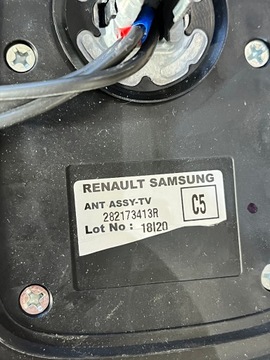 RENAULT SAMSUNG
ANT ASSY-TV
282173413R
C5
Lot No : 18I20